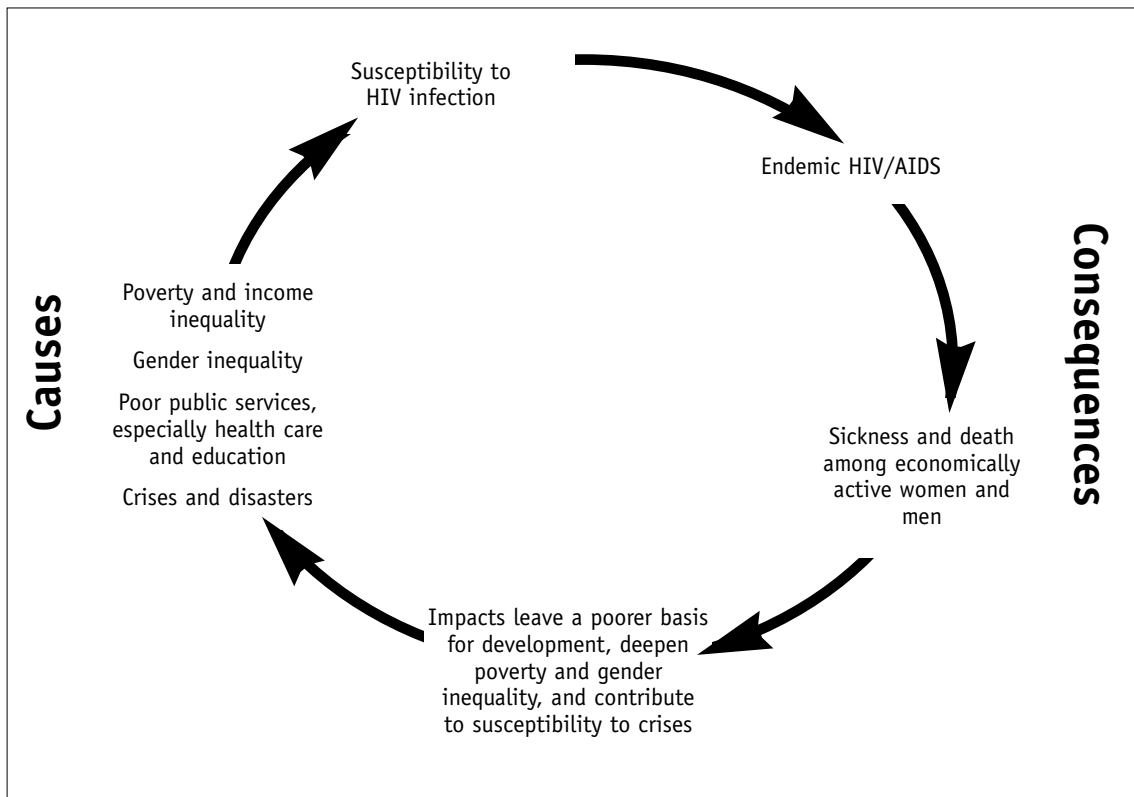 Susceptibility to
HIV infection
Endemic HIV/AIDS
Consequences
Sickness and death
among economically
active women and
men
Impacts leave a poorer basis
for development, deepen
poverty and gender
inequality, and contribute
to susceptibility to crises
Causes
Poverty and income
inequality
Gender inequality
Poor public services,
especially health care
and education
Crises and disasters